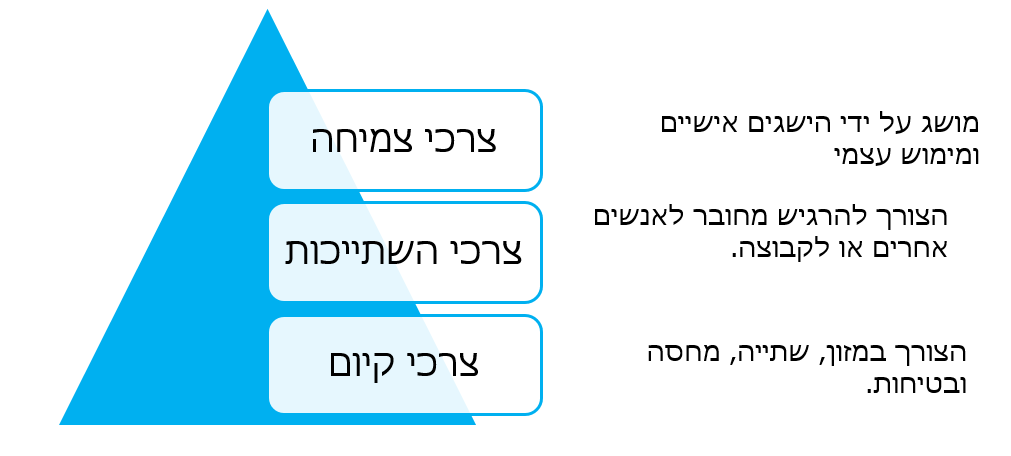 צרכי צמיחה
מושג על ידי הישגים אישיים
ומימוש עצמי
צרכי השתייכות
הצורך להרגיש מחובר לאנשים
אחרים או לקבוצה.
צרכי קיום
הצורך במזון, שתייה, מחסה
ובטיחות.